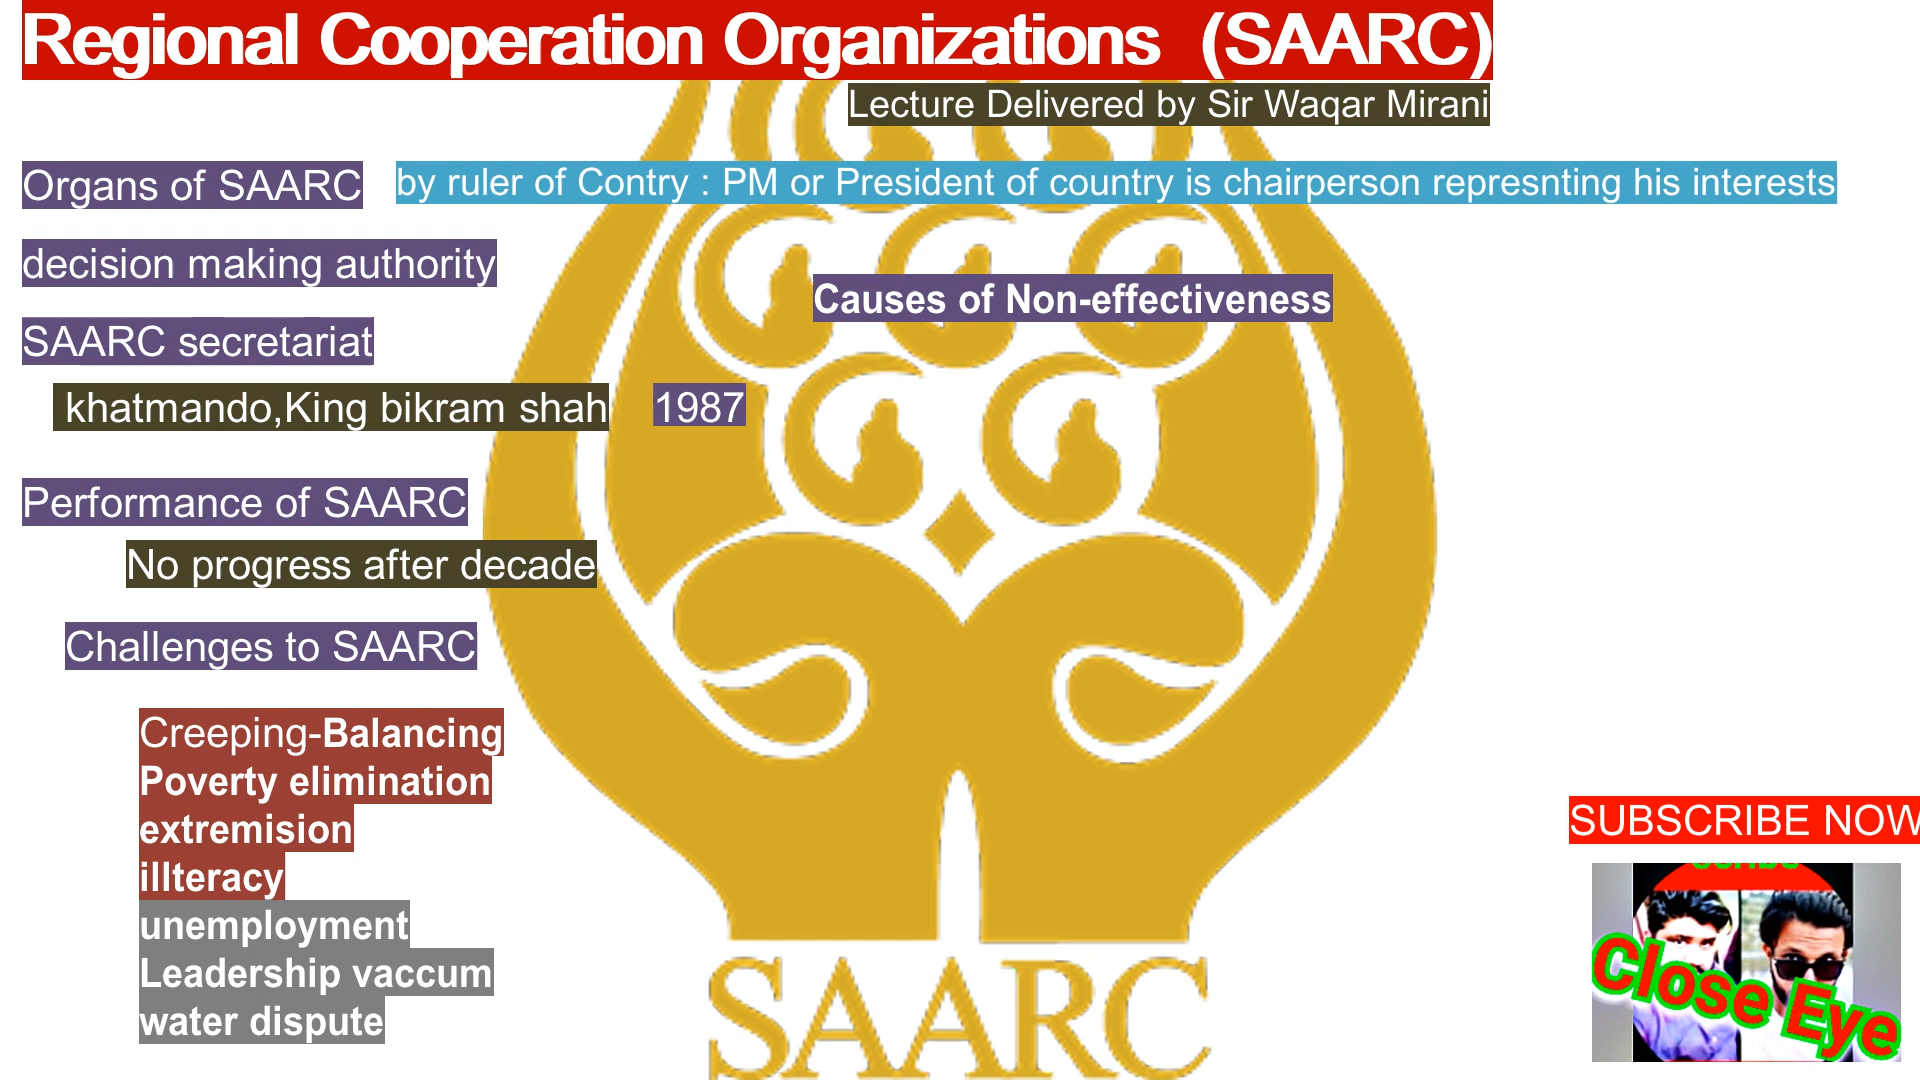 Regional Cooperation Organizations (SAARC)
Lecture Delivered by Sir Waqar Mirani
Organs of SAARC
by ruler of Contry : PM or President of country is chairperson represnting his interests
decision making authority
Causes of Non-effectiveness
SAARC secretariat
khatmando,King bikram shah
1987
Performance of SAARC
No progress after decade
Challenges to SAARC
Creeping-Balancing
Poverty elimination
extremision
illteracy
unemployment
Leadership vaccum
water dispute
SUBSCRIBE NOW
Close Eye
SAARC